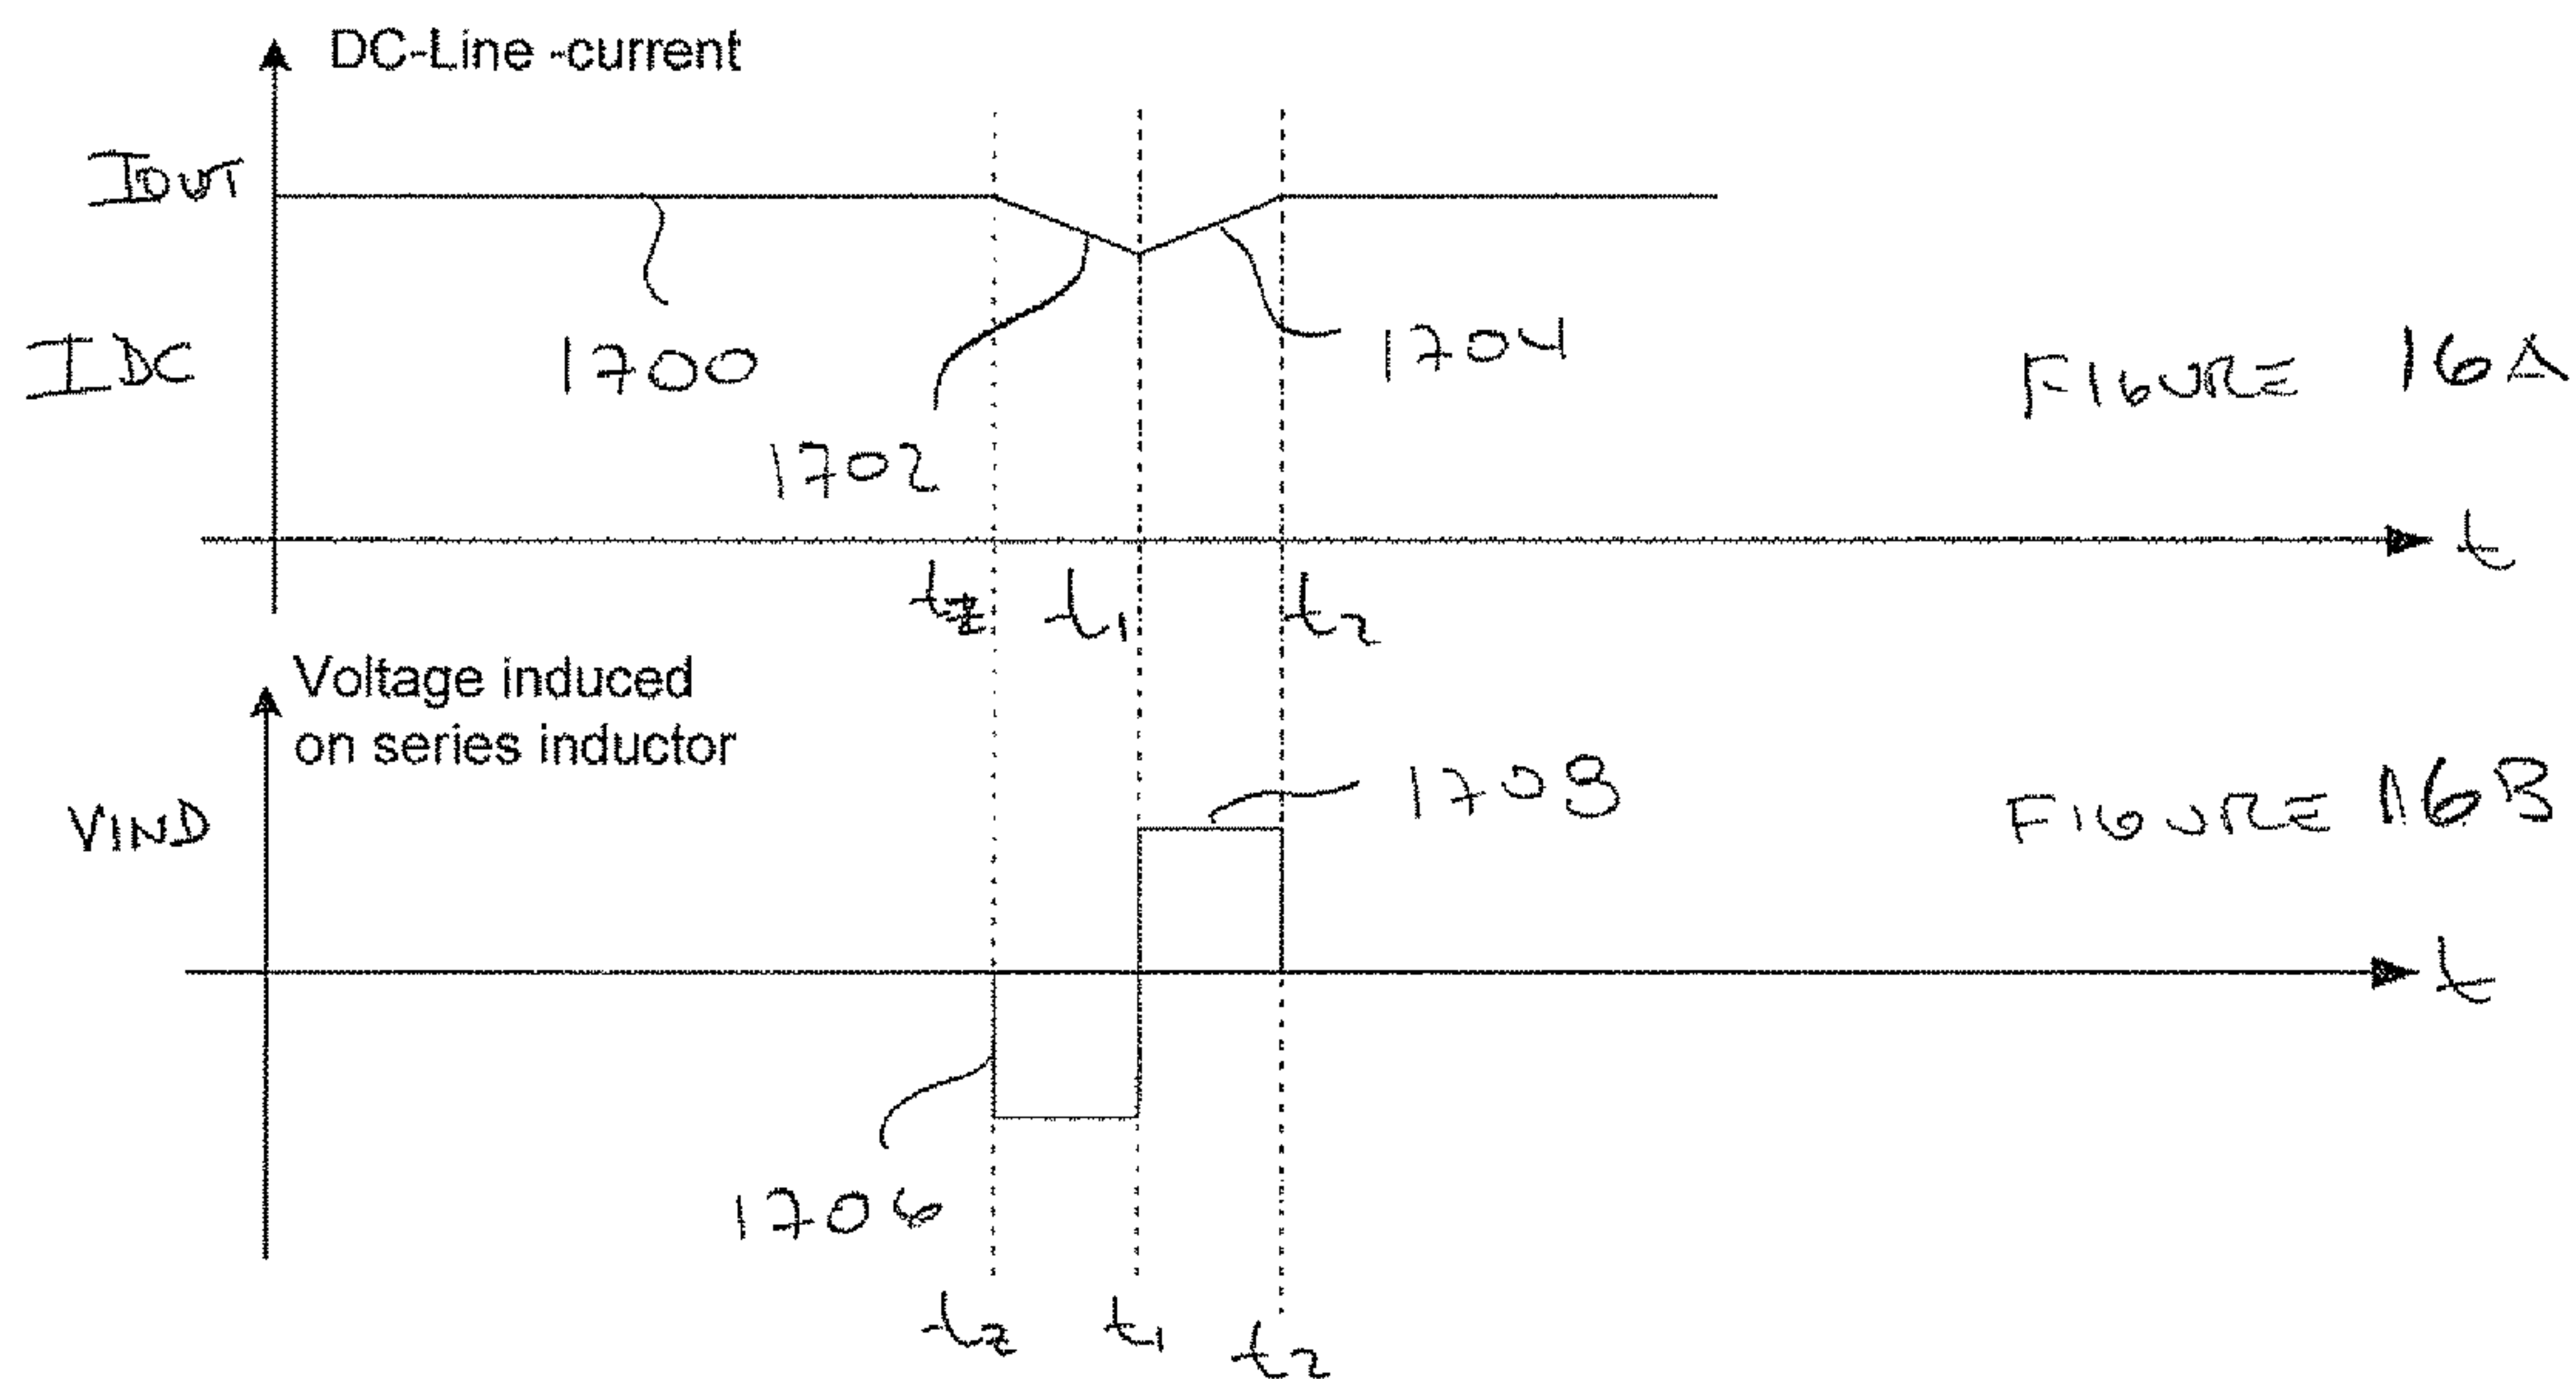 DC-Line -current
IOUT
IDC
1700
1702
1704
FIGURE 16A
t
tz
t1
t2
Voltage induced
on series inductor
VIND
1708
FIGURE 16B
t
1706
tz
t1
t2